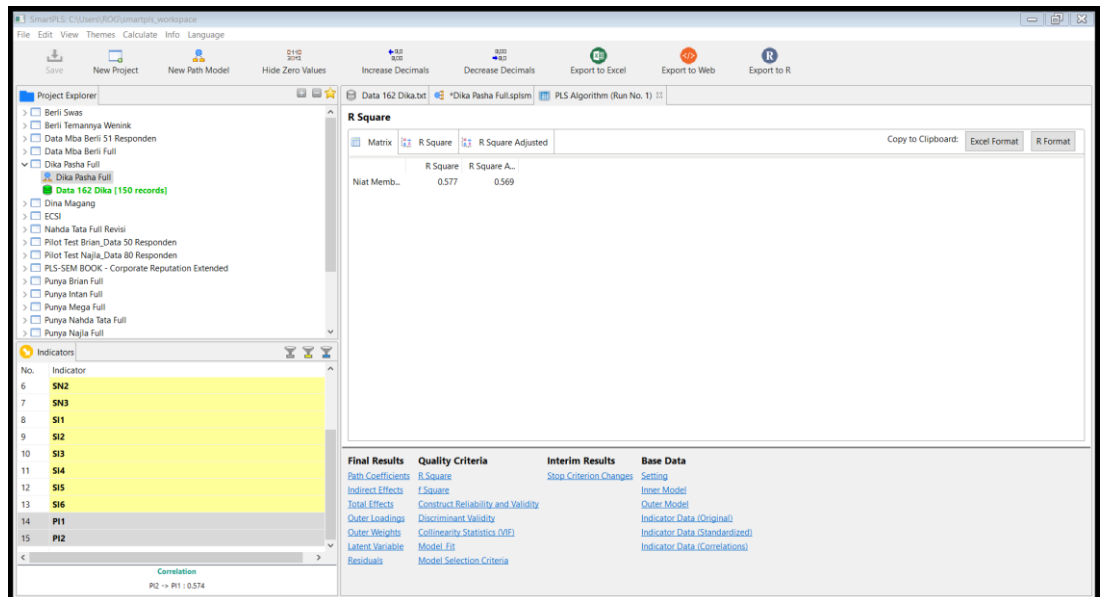 SmartPLS: C:\Users\ROG\smartpls_workspace
File Edit View Themes Calculate Info Language
Save New Project New Path Model Hide Zero Values Increase Decimals Decrease Decimals Export to Excel Export to Web Export to R
Project Explorer
Berli Swas
Berli Temannya Wenink
Data Mba Berli 51 Responden
Data Mba Berli Full
Dika Pasha Full
Dika Pasha Full
Data 162 Dika [150 records]
Dina Magang
ECSI
Nahda Tata Full Revisi
Pilot Test Brian_Data 50 Responden
Pilot Test Najla_Data 80 Responden
PLS-SEM BOOK - Corporate Reputation Extended
Punya Brian Full
Punya Intan Full
Punya Mega Full
Punya Nahda Tata Full
Punya Najla Full
Indicators
No. Indicator
6 SN2
7 SN3
8 SI1
9 SI2
10 SI3
11 SI4
12 SI5
13 SI6
14 PI1
15 PI2
Correlation
PI2 -> PI1 : 0.574
Data 162 Dika.txt *Dika Pasha Full.splsm PLS Algorithm (Run No. 1)
R Square
Matrix R Square R Square Adjusted Copy to Clipboard: Excel Format R Format
R Square R Square A...
Niat Memb... 0.577 0.569
Final Results Quality Criteria Interim Results Base Data
Path Coefficients R Square Stop Criterion Changes Setting
Indirect Effects f Square Inner Model
Total Effects Construct Reliability and Validity Outer Model
Outer Loadings Discriminant Validity Indicator Data (Original)
Outer Weights Collinearity Statistics (VIF) Indicator Data (Standardized)
Latent Variable Model_Fit Indicator Data (Correlations)
Residuals Model Selection Criteria